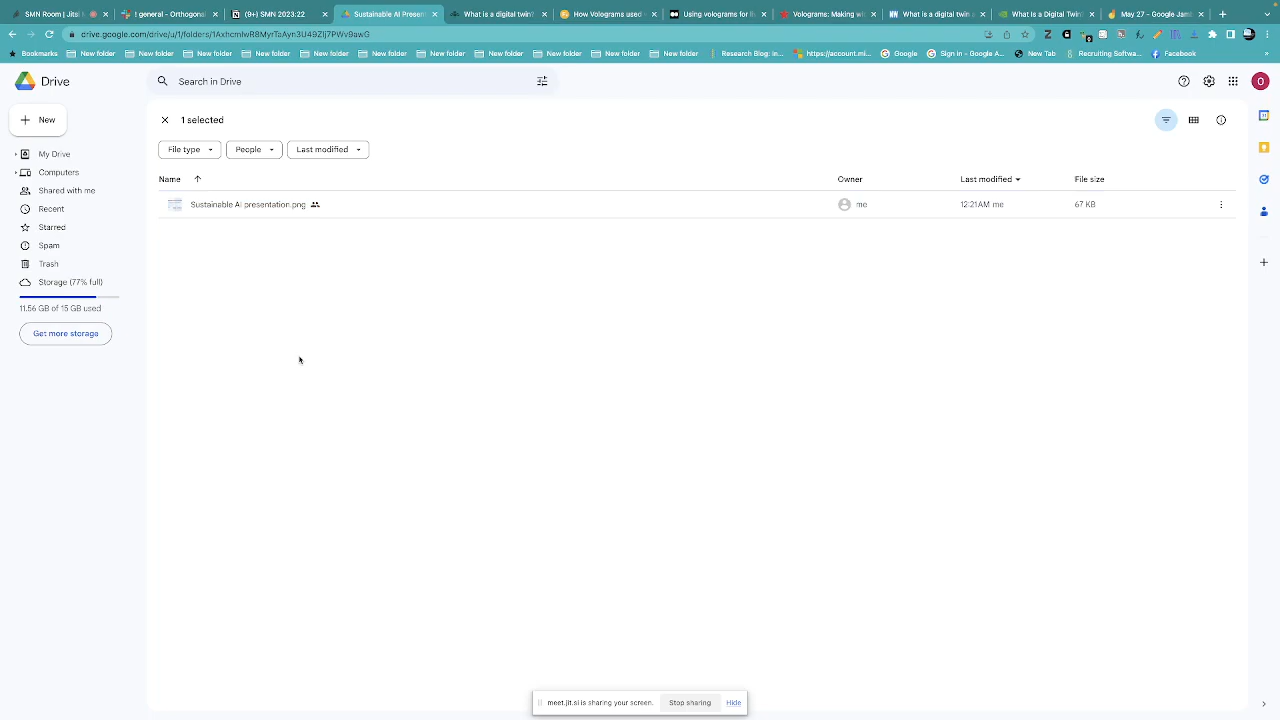 SMN Room | Jitsi
! general - Orthogonal
(9+) SMN 2023:22
Sustainable AI Present
What is a digital twin?
How Volograms used
Using volograms for
Volograms: Making
What is a digital twin
What Is a Digital Twin?
May 27 - Google Jam
drive.google.com/drive/u/1/folders/1AxhcmIwR8MyrToAyn3U49ZIj7PWv9awG
Bookmarks New folder New folder New folder New folder New folder New folder New folder New folder New folder New folder New folder Research Blog: In... https://account.mi... Google Sign in - Google A... New Tab Recruiting Softwa... Facebook »
Drive
Search in Drive
O
New
1 selected
File type People Last modified
My Drive
Computers
Shared with me
Recent
Starred
Spam
Trash
Storage (77% full)
11.56 GB of 15 GB used
Get more storage
Name Owner Last modified File size
Sustainable AI presentation.png me 12:21 AM me 67 KB
meet.jit.si is sharing your screen. Stop sharing Hide